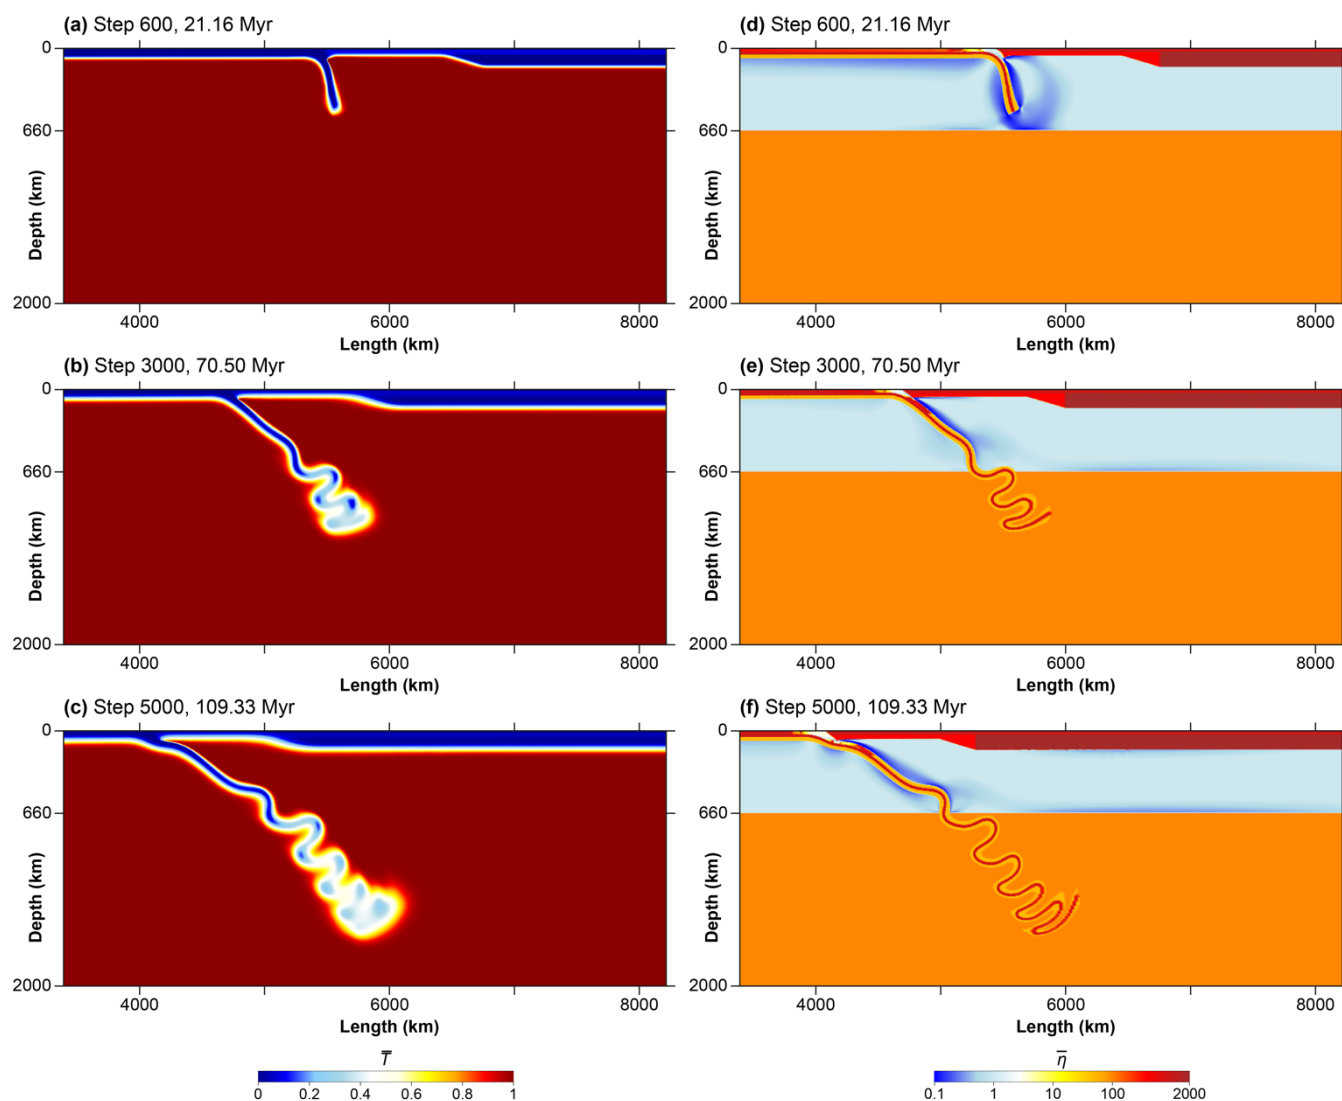 (a) Step 600, 21.16 Myr
0
660
2000
Depth (km)
4000 6000 8000
Length (km)
(d) Step 600, 21.16 Myr
0
660
2000
Depth (km)
4000 6000 8000
Length (km)
(b) Step 3000, 70.50 Myr
0
660
2000
Depth (km)
4000 6000 8000
Length (km)
(e) Step 3000, 70.50 Myr
0
660
2000
Depth (km)
4000 6000 8000
Length (km)
(c) Step 5000, 109.33 Myr
0
660
2000
Depth (km)
4000 6000 8000
Length (km)
(f) Step 5000, 109.33 Myr
0
660
2000
Depth (km)
4000 6000 8000
Length (km)
T̿
0 0.2 0.4 0.6 0.8 1
η̅
0.1 1 10 100 2000